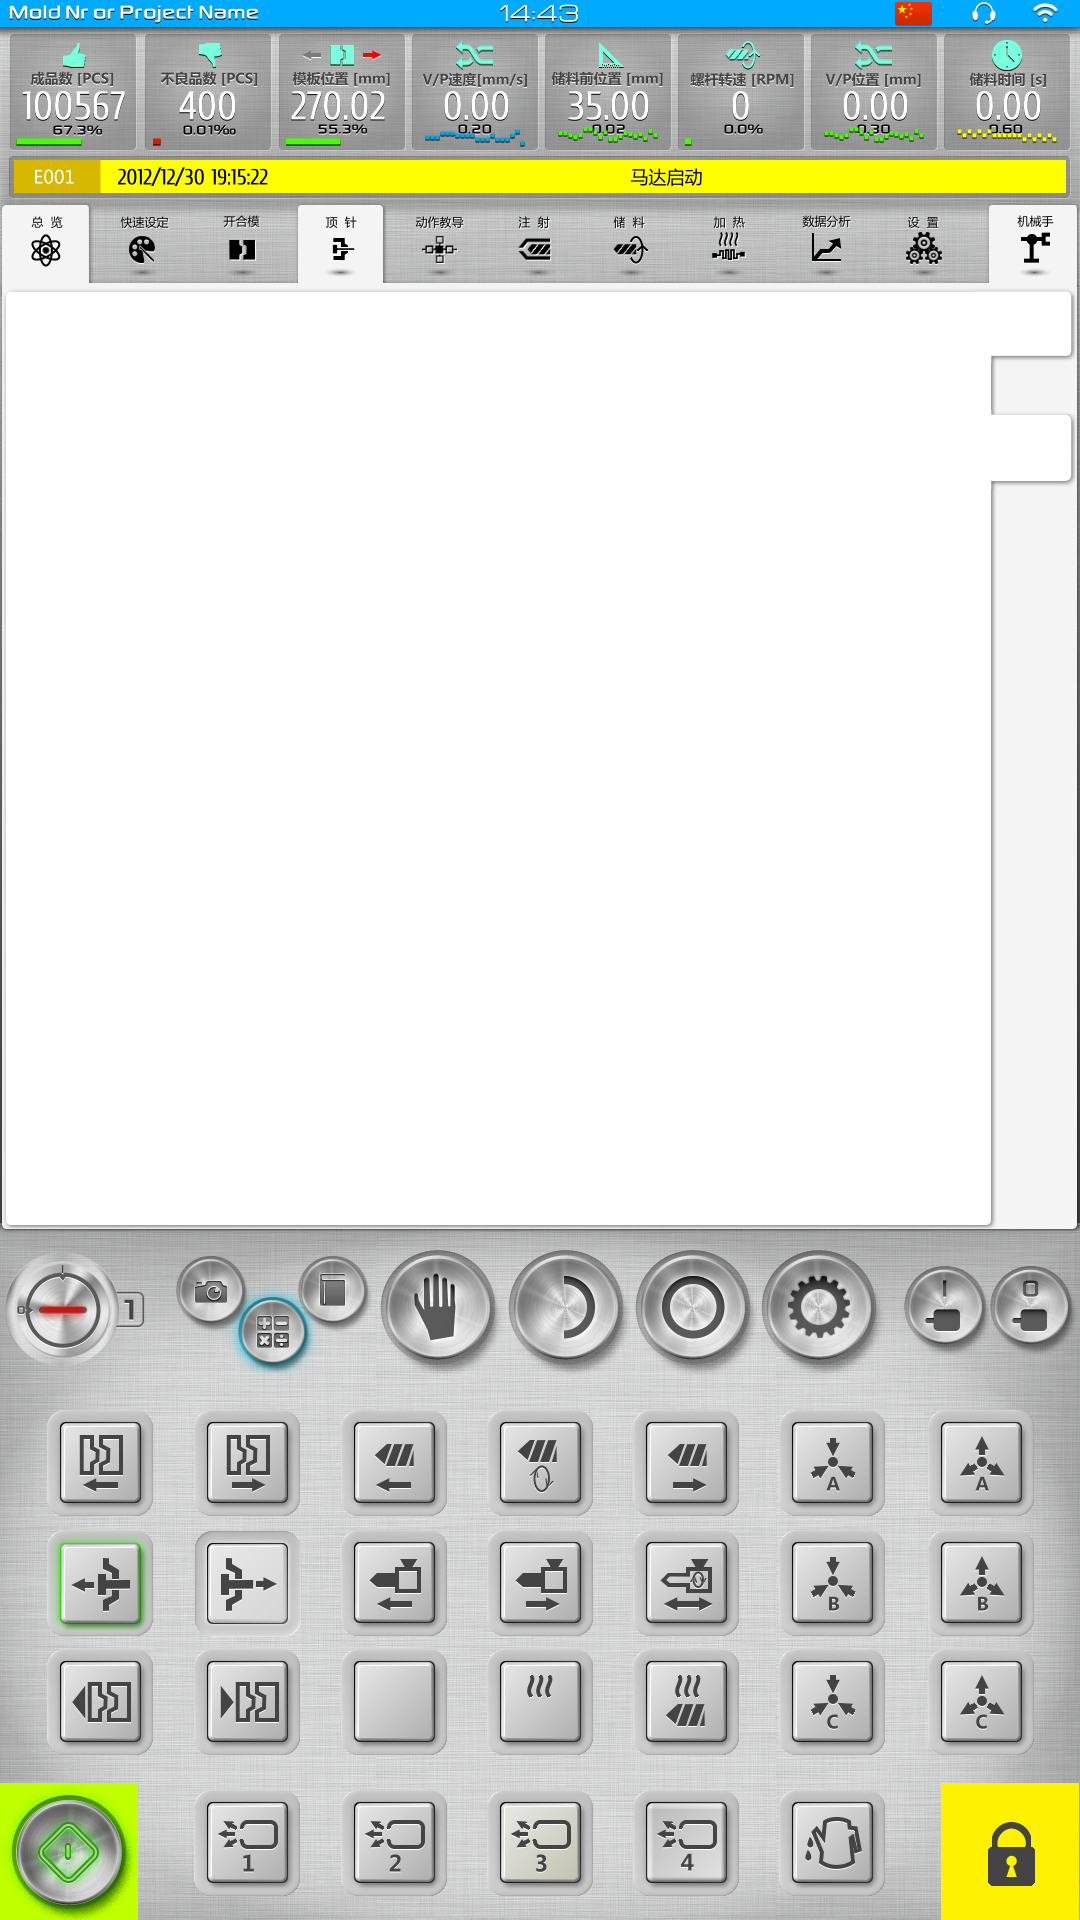 Mold Nr or Project Name 14:43
成品数 [PCS] 不良品数 [PCS] 模板位置 [mm] V/P速度[mm/s] 储料前位置 [mm] 螺杆转速 [RPM] V/P位置 [mm] 储料时间 [s]
100567 400 270.02 0.00 35.00 0 0.00 0.00
67.3% 0.01‰ 55.3% 0.20 0.02 0.0% 0.30 0.60
E001 2012/12/30 19:15:22 马达启动
总 览 快速设定 开合模 顶 针 动作教导 注 射 储 料 加 热 数据分析 设 置 机械手
I O
0 1
A A
B B
C C
1 2 3 4